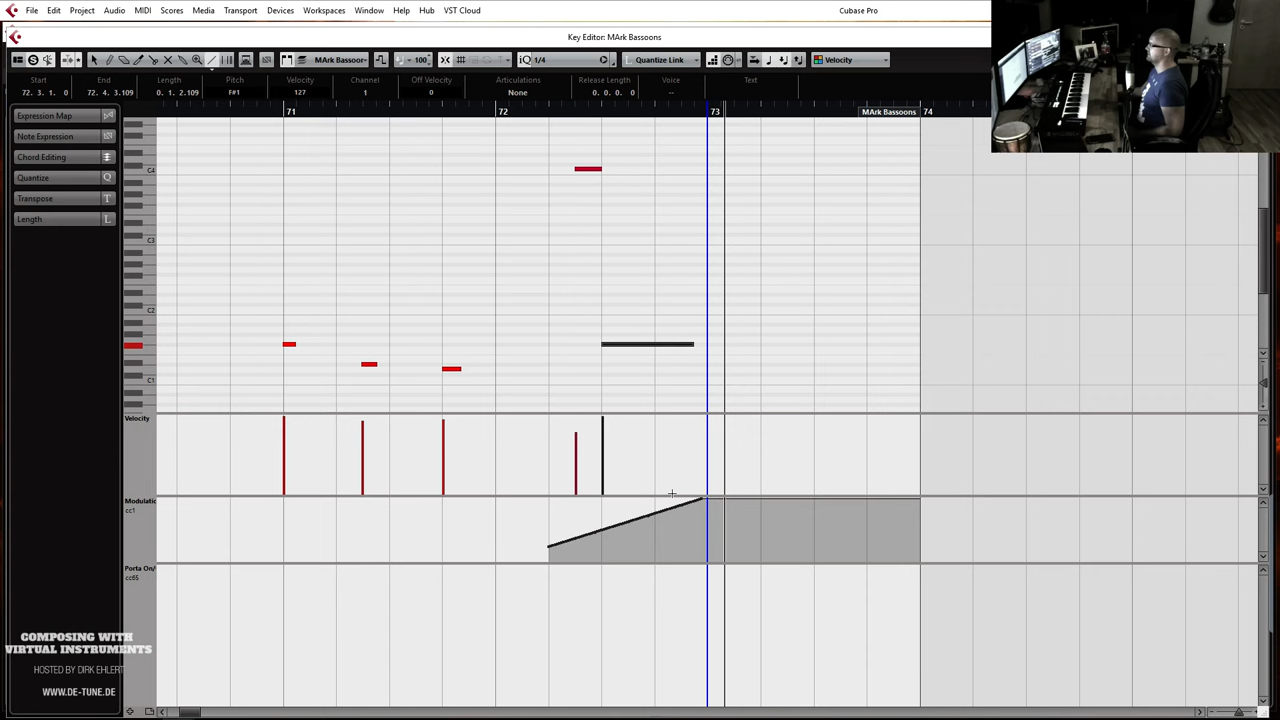 File Edit Project Audio MIDI Scores Media Transport Devices Workspaces Window Help Hub VST Cloud Cubase Pro
Key Editor: MArk Bassoons
MArk Bassoor 100 1/4 Quantize Link Velocity
Start End Length Pitch Velocity Channel Off Velocity Articulations Release Length Voice Text
72. 3. 1. 0 72. 4. 3.109 0. 1. 2.109 F#1 127 1 0 None 0. 0. 0. 0 --
71 72 73 MArk Bassoons 74
Expression Map
Note Expression
Chord Editing
Quantize Q
Transpose T
Length L
C4
C3
C2
C1
Velocity
Modulatic
cc1
Porta On/
cc65
COMPOSING WITH
VIRTUAL INSTRUMENTS
HOSTED BY DIRK EHLERT
WWW.DE-TUNE.DE